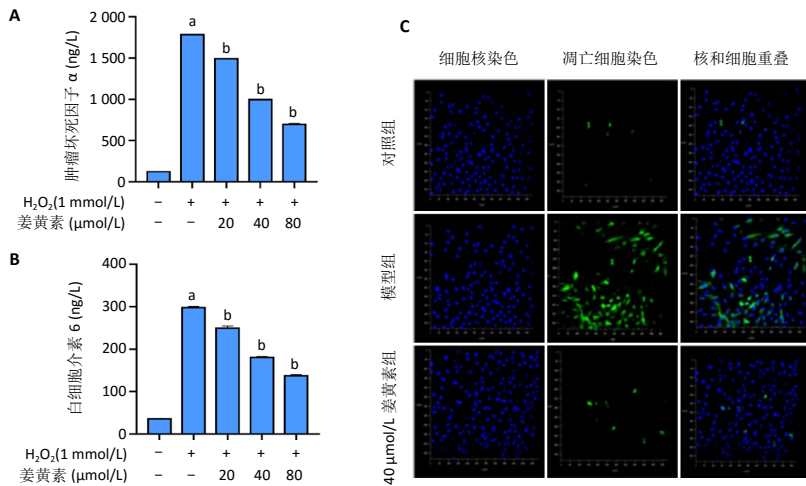 A
肿瘤坏死因子 α (ng/L)
2 000
1 500
1 000
500
0
a
b
b
b
H₂O₂(1 mmol/L) − + + + +
姜黄素 (μmol/L) − − 20 40 80
B
白细胞介素 6 (ng/L)
400
300
200
100
0
a
b
b
b
H₂O₂(1 mmol/L) − + + + +
姜黄素 (μmol/L) − − 20 40 80
C
细胞核染色 凋亡细胞染色 核和细胞重叠
对照组
模型组
40 μmol/L 姜黄素组